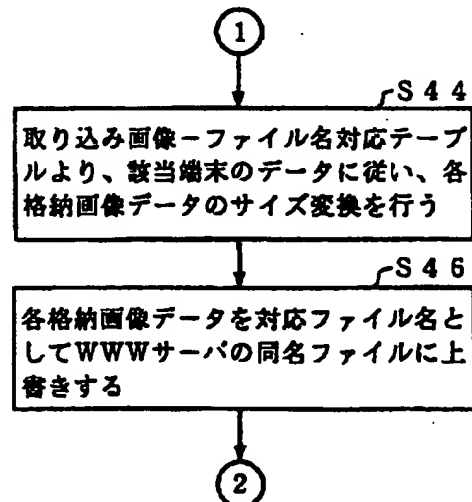 1
S44
取り込み画像－ファイル名対応テーブ
ルより、該当端末のデータに従い、各
格納画像データのサイズ変換を行う
S46
各格納画像データを対応ファイル名と
してWWWサーバの同名ファイルに上
書きする
2